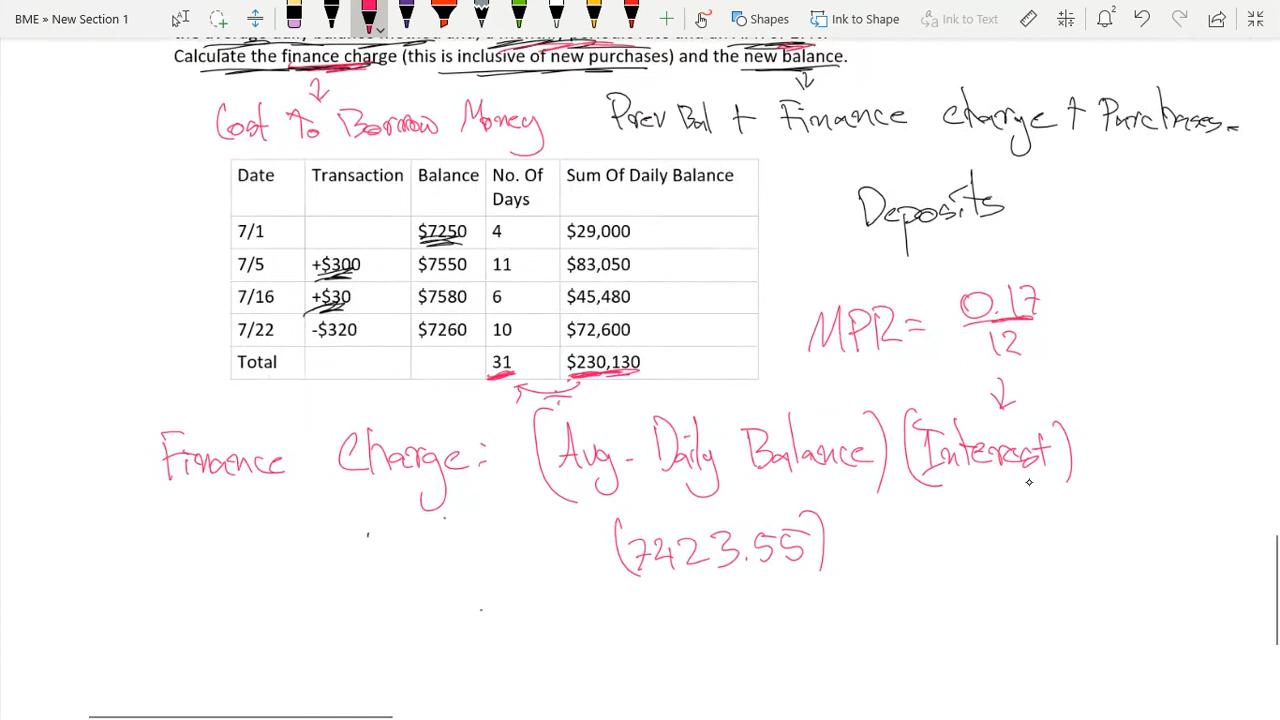 BME » New Section 1
Shapes
Ink to Shape
Ink to Text
Calculate the finance charge (this is inclusive of new purchases) and the new balance.
Cost To Borrow Money
Prev Bal + Finance charge + Purchases -
Deposits
Date Transaction Balance No. Of Days Sum Of Daily Balance
7/1 $7250 4 $29,000
7/5 +$300 $7550 11 $83,050
7/16 +$30 $7580 6 $45,480
7/22 -$320 $7260 10 $72,600
Total 31 $230,130
÷
MPR = 0.17
12
Finance Charge: (Avg - Daily Balance) (Interest)
(7423.55)